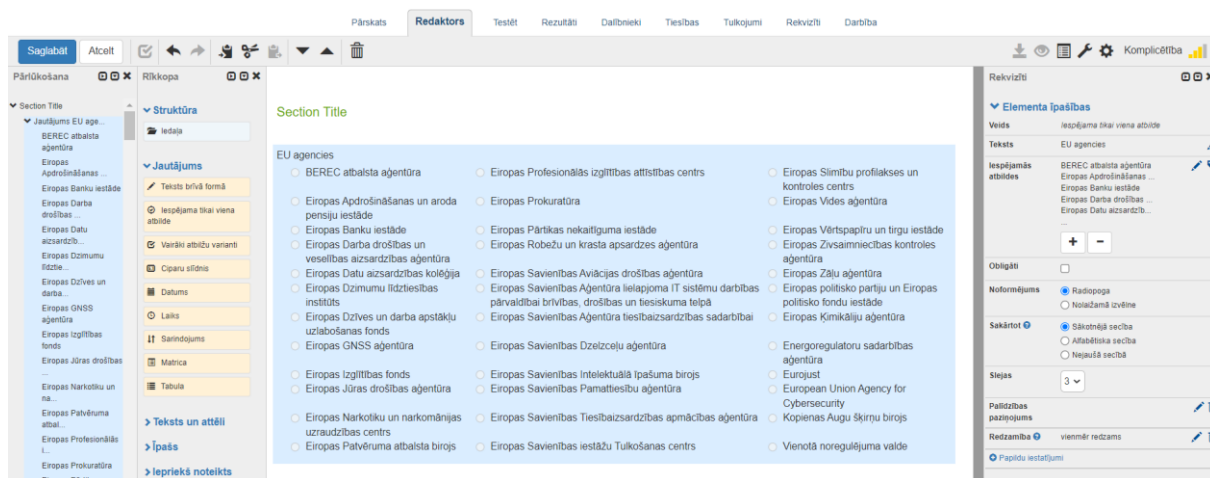 Pārskats Redaktors Testēt Rezultāti Dalībnieki Tiesības Tulkojumi Rekvizīti Darbība
Saglabāt Atcelt Komplicētība
Pārlūkošana
Section Title
Jautājums EU age...
BEREC atbalsta
aģentūra
Eiropas
Apdrošināšanas ...
Eiropas Banku iestāde
Eiropas Darba
drošības ...
Eiropas Datu
aizsardzīb...
Eiropas Dzimumu
līdztie...
Eiropas Dzīves un
darba...
Eiropas GNSS
aģentūra
Eiropas Izglītības
fonds
Eiropas Jūras drošības
...
Eiropas Narkotiku un
na...
Eiropas Patvēruma
atbal...
Eiropas Profesionālās
i...
Eiropas Prokuratūra
Rīkkopa
Struktūra
Iedaļa
Jautājums
Teksts brīvā formā
Iespējama tikai viena
atbilde
Vairāki atbilžu varianti
Ciparu slīdnis
Datums
Laiks
Sarindojums
Matrica
Tabula
Teksts un attēli
Īpašs
Iepriekš noteikts
Section Title
EU agencies
BEREC atbalsta aģentūra
Eiropas Apdrošināšanas un aroda
pensiju iestāde
Eiropas Banku iestāde
Eiropas Darba drošības un
veselības aizsardzības aģentūra
Eiropas Datu aizsardzības kolēģija
Eiropas Dzimumu līdztiesības
institūts
Eiropas Dzīves un darba apstākļu
uzlabošanas fonds
Eiropas GNSS aģentūra
Eiropas Izglītības fonds
Eiropas Jūras drošības aģentūra
Eiropas Narkotiku un narkomānijas
uzraudzības centrs
Eiropas Patvēruma atbalsta birojs
Eiropas Profesionālās izglītības attīstības centrs
Eiropas Prokuratūra
Eiropas Pārtikas nekaitīguma iestāde
Eiropas Robežu un krasta apsardzes aģentūra
Eiropas Savienības Aviācijas drošības aģentūra
Eiropas Savienības Aģentūra lielapjoma IT sistēmu darbības
pārvaldībai brīvības, drošības un tiesiskuma telpā
Eiropas Savienības Aģentūra tiesībaizsardzības sadarbībai
Eiropas Savienības Dzelzceļu aģentūra
Eiropas Savienības Intelektuālā īpašuma birojs
Eiropas Savienības Pamattiesību aģentūra
Eiropas Savienības Tiesībaizsardzības apmācības aģentūra
Eiropas Savienības iestāžu Tulkošanas centrs
Eiropas Slimību profilakses un
kontroles centrs
Eiropas Vides aģentūra
Eiropas Vērtspapīru un tirgu iestāde
Eiropas Zivsaimniecības kontroles
aģentūra
Eiropas Zāļu aģentūra
Eiropas politisko partiju un Eiropas
politisko fondu iestāde
Eiropas Ķimikāliju aģentūra
Energoregulatoru sadarbības
aģentūra
Eurojust
European Union Agency for
Cybersecurity
Kopienas Augu šķirņu birojs
Vienotā noregulējuma valde
Rekvizīti
Elementa īpašības
Veids Iespējama tikai viena atbilde
Teksts EU agencies
Iespējamās
atbildes
BEREC atbalsta aģentūra
Eiropas Apdrošināšanas ...
Eiropas Banku iestāde
Eiropas Darba drošības ...
Eiropas Datu aizsardzīb...
...
Obligāti
Noformējums Radiopoga
Nolaižamā izvēlne
Sakārtot Sākotnējā secība
Alfabētiska secība
Nejaušā secībā
Slejas 3
Palīdzības
paziņojums
Redzamība vienmēr redzams
Papildu iestatījumi